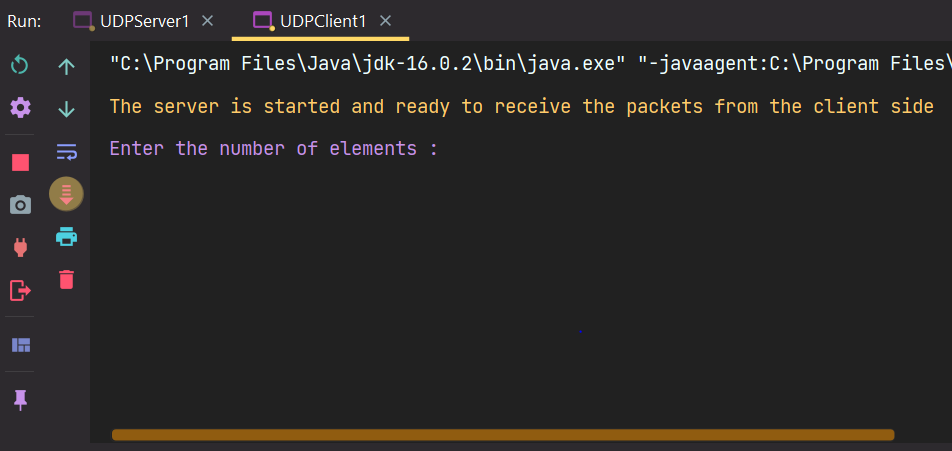 Run: UDPServer1 UDPClient1
"C:\Program Files\Java\jdk-16.0.2\bin\java.exe" "-javaagent:C:\Program Files\
The server is started and ready to receive the packets from the client side
Enter the number of elements :